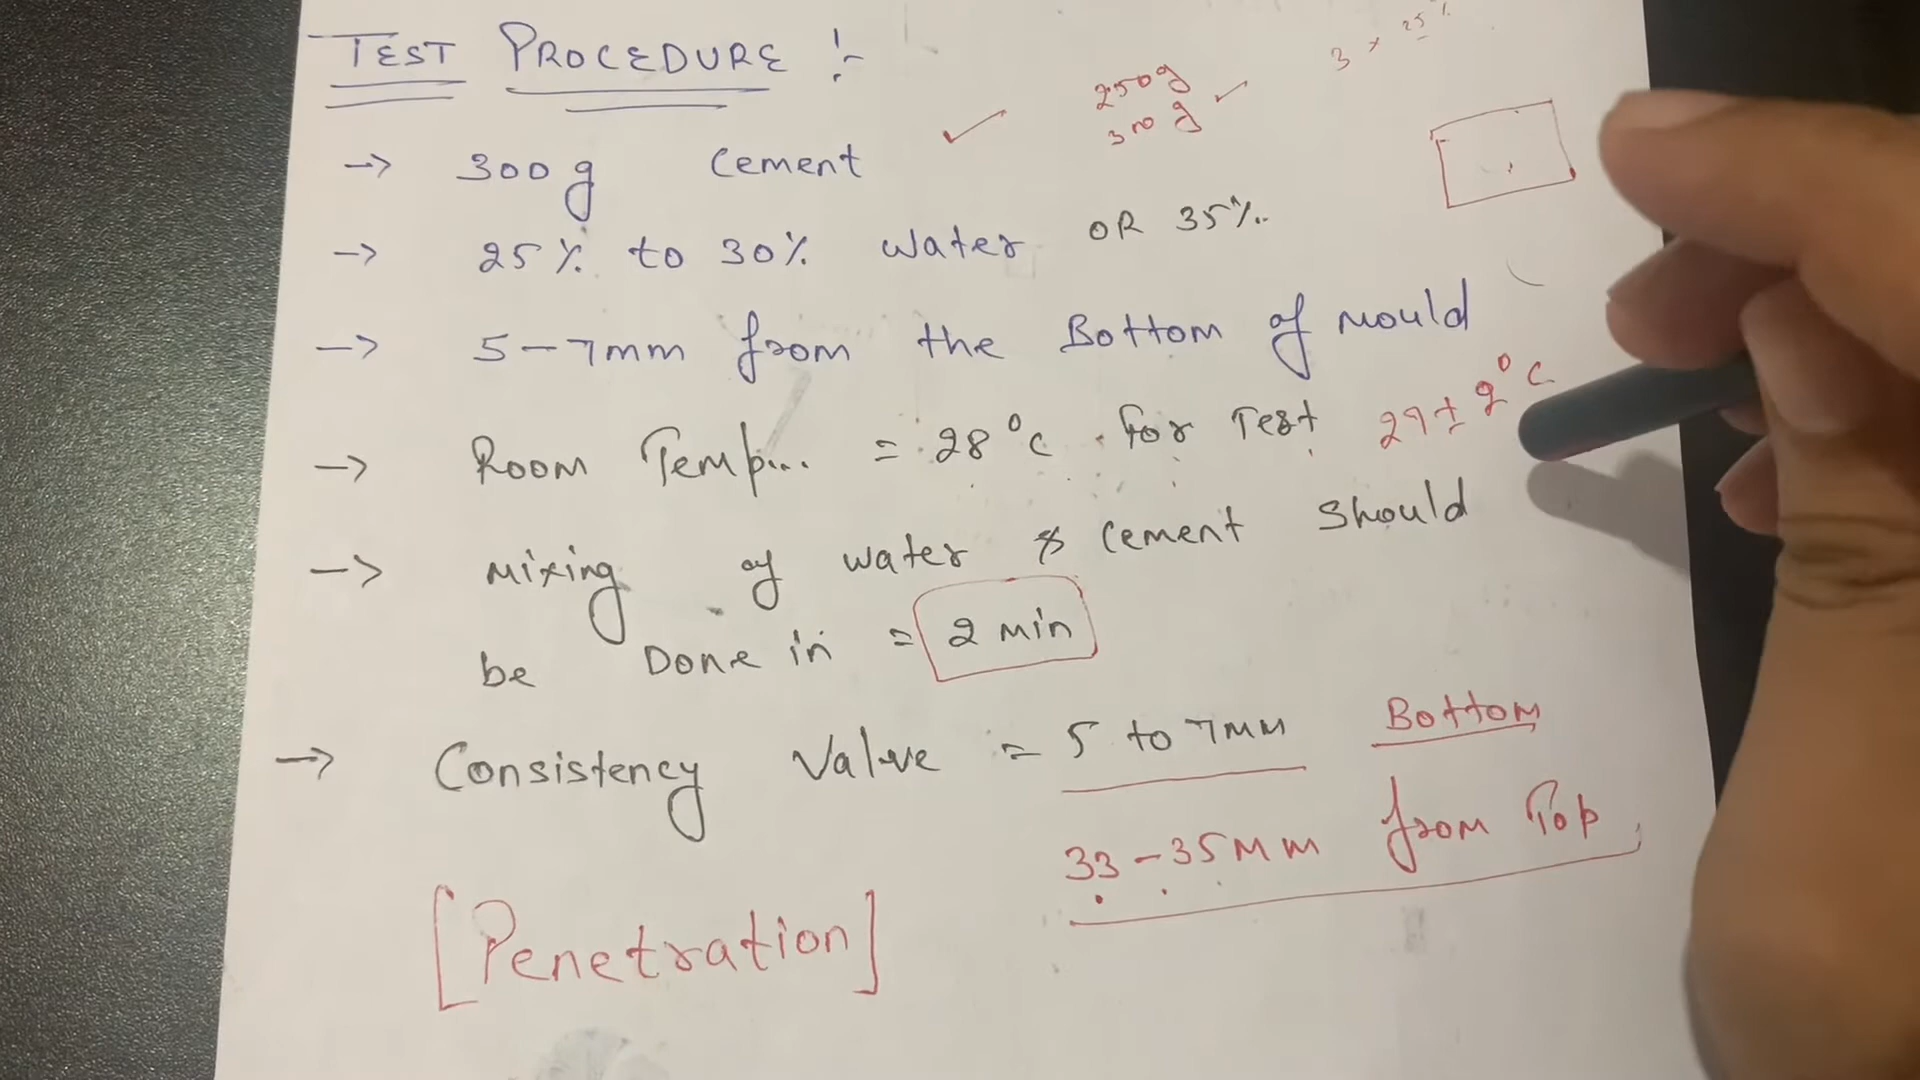 TEST PROCEDURE :-
250g
300g
3 × 25%
→ 300g Cement
→ 25% to 30% water OR 35%.
→ 5-7mm from the Bottom of mould
→ Room Temp... = 28°C For Test 27± 2°C
→ Mixing of water & cement should
be Done in = 2 min
→ Consistency Value = 5 to 7MM Bottom
33-35MM from Top
[Penetration]